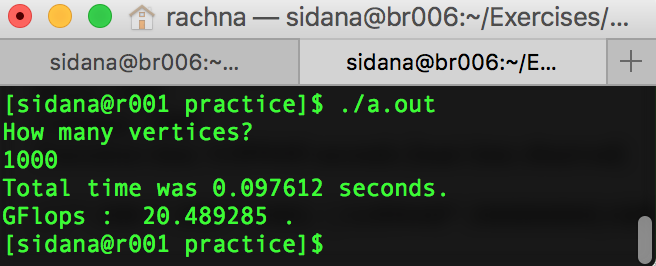 rachna — sidana@br006:~/Exercises/...
sidana@br006:~... sidana@br006:~/E...
[sidana@r001 practice]$ ./a.out
How many vertices?
1000
Total time was 0.097612 seconds.
GFlops :  20.489285 .
[sidana@r001 practice]$